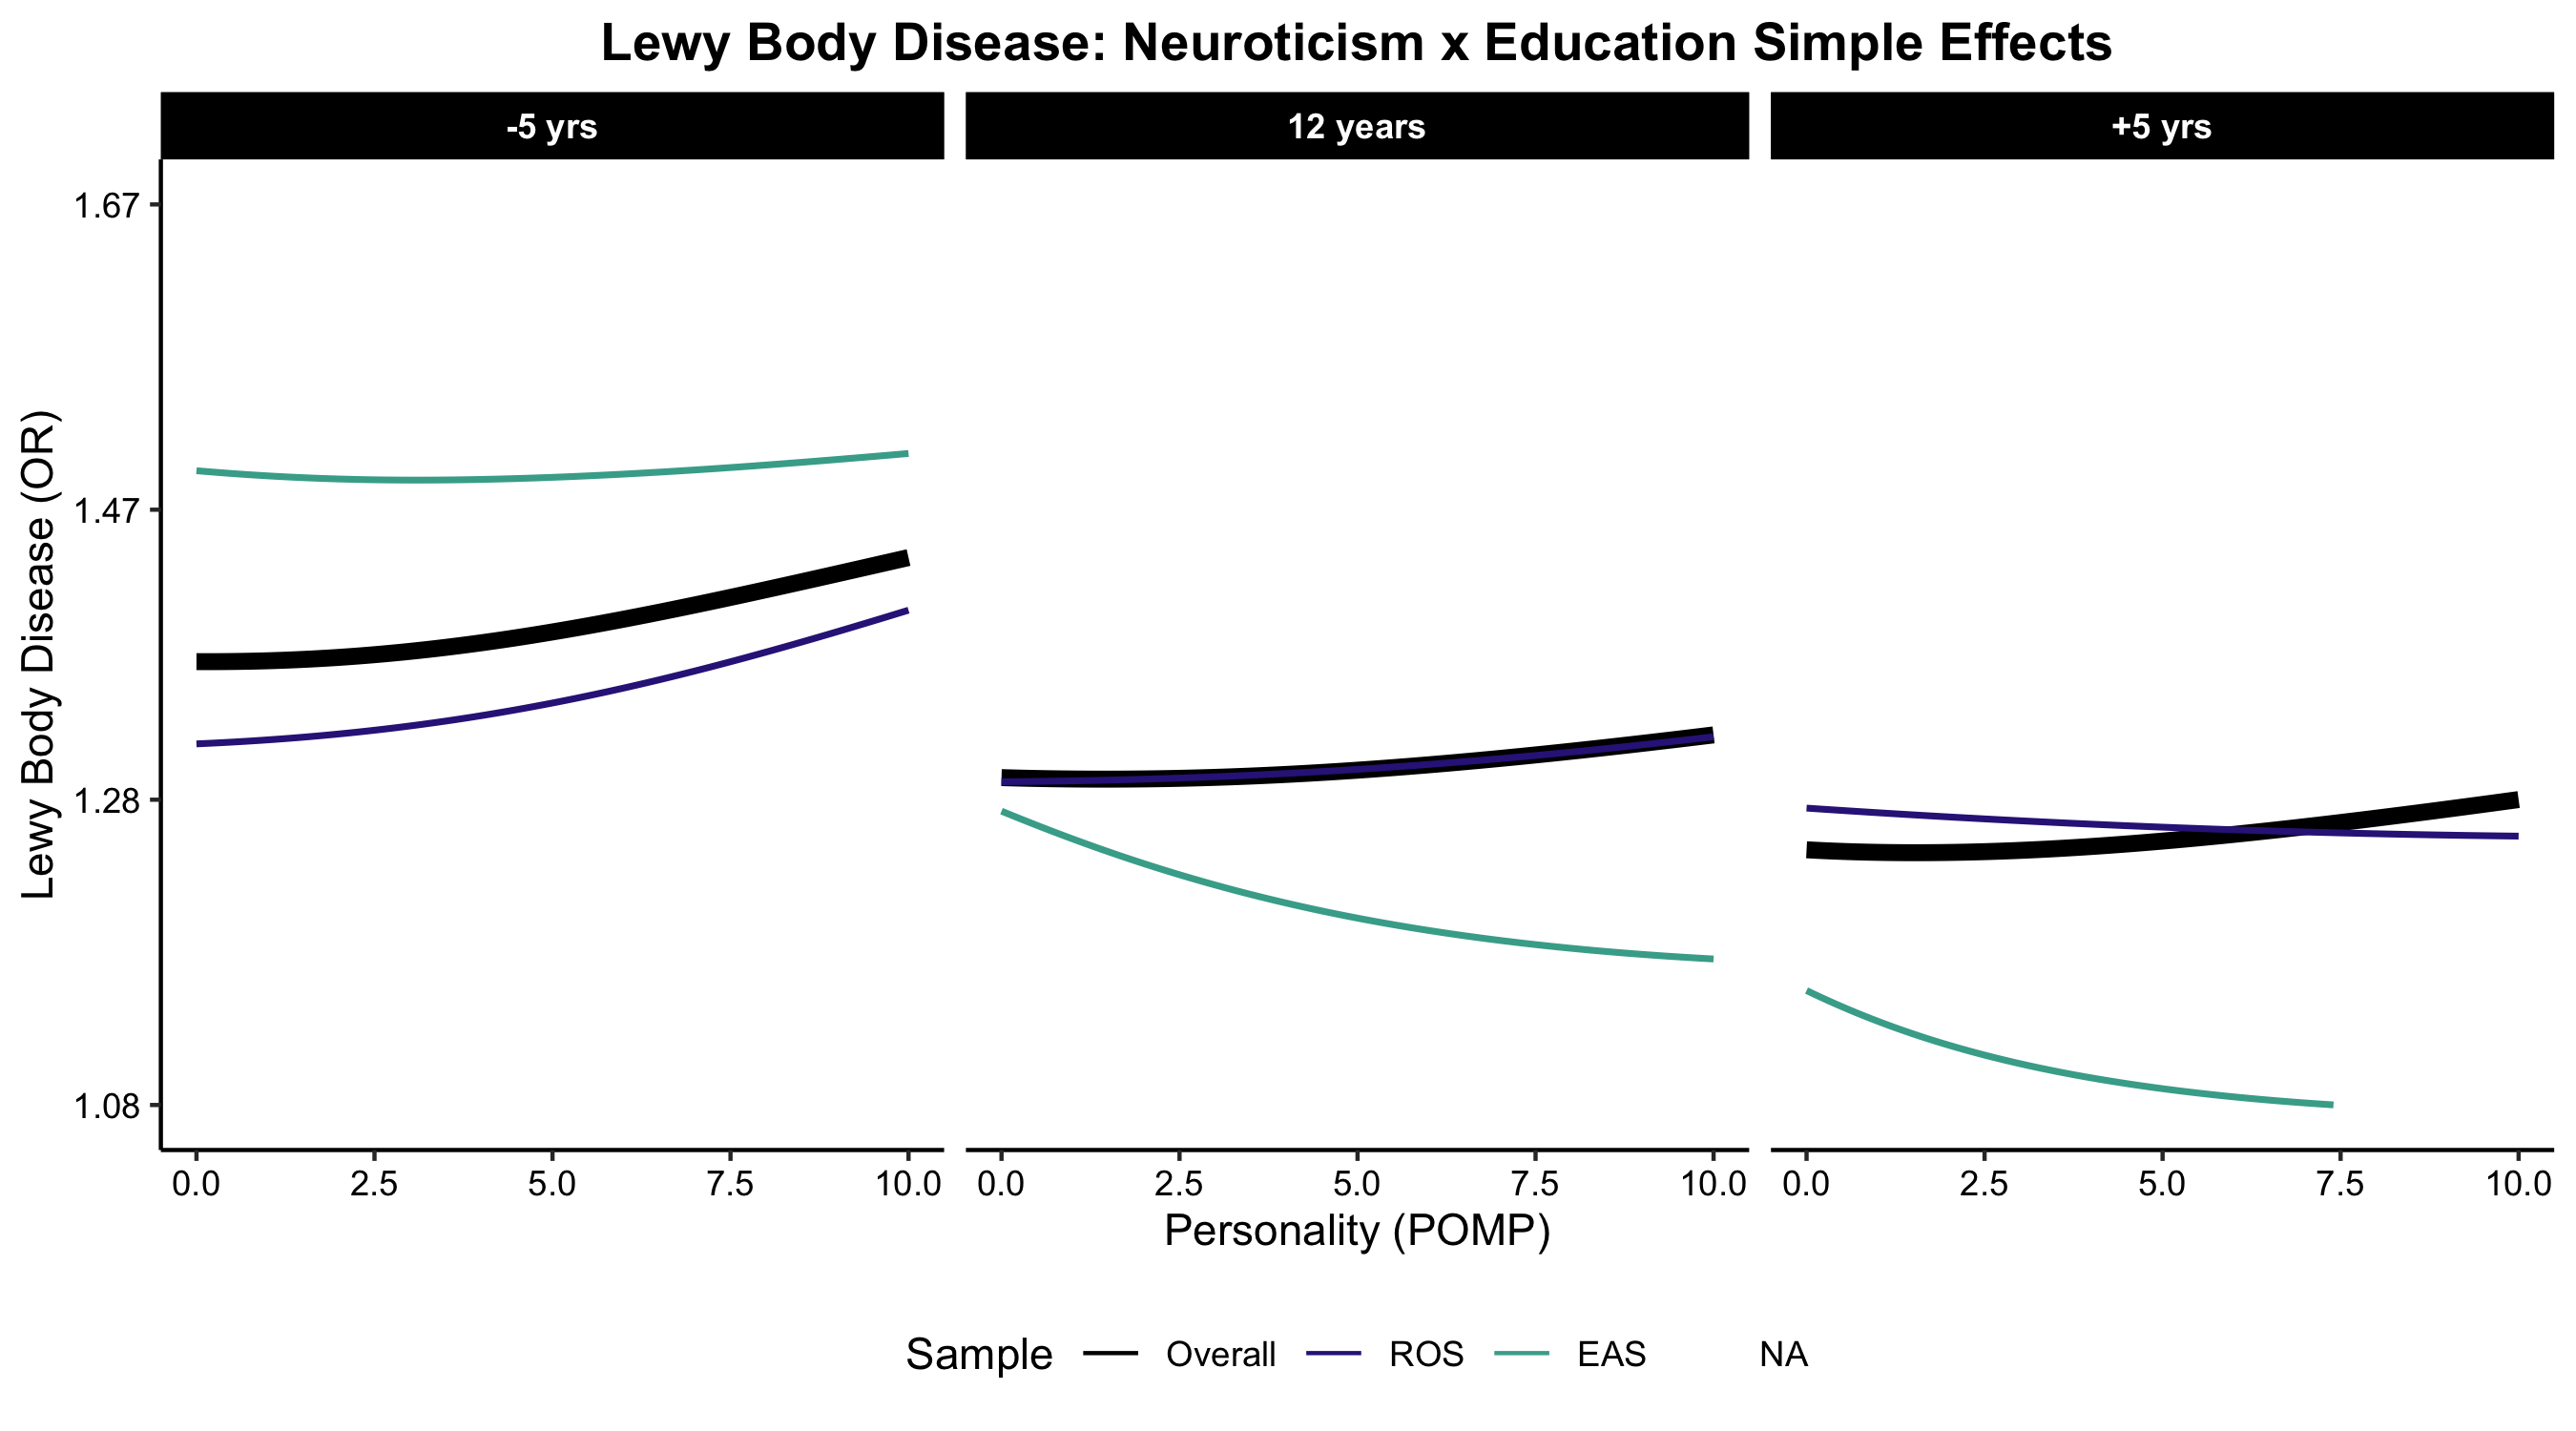 Lewy Body Disease: Neuroticism x Education Simple Effects
-5 yrs
12 years
+5 yrs
Lewy Body Disease (OR)
1.67
1.47
1.28
1.08
0.0 2.5 5.0 7.5 10.0
0.0 2.5 5.0 7.5 10.0
0.0 2.5 5.0 7.5 10.0
Personality (POMP)
Sample Overall ROS EAS NA